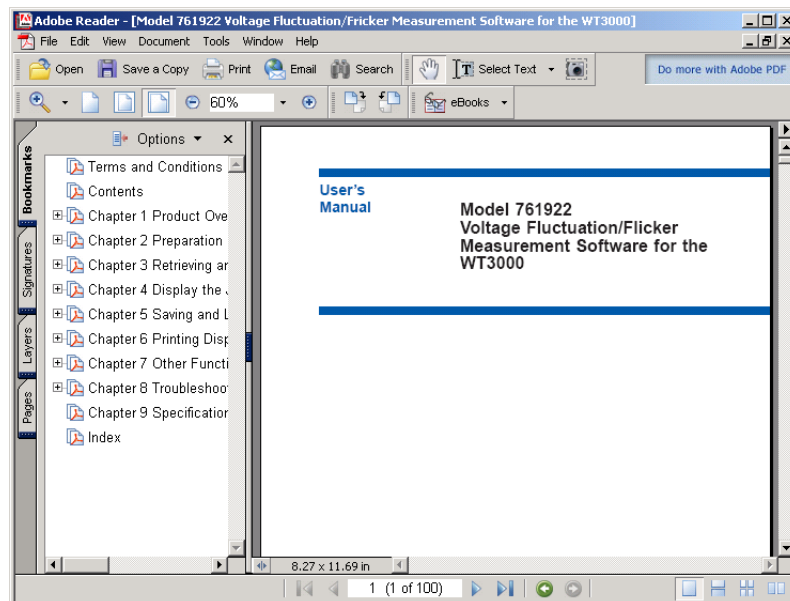 Adobe Reader - [Model 761922 Voltage Fluctuation/Fricker Measurement Software for the WT3000]
File Edit View Document Tools Window Help
Open Save a Copy Print Email Search Select Text Do more with Adobe PDF
60% eBooks
Bookmarks
Signatures
Layers
Pages
Options
Terms and Conditions
Contents
Chapter 1 Product Ove
Chapter 2 Preparation
Chapter 3 Retrieving ar
Chapter 4 Display the
Chapter 5 Saving and L
Chapter 6 Printing Disp
Chapter 7 Other Functi
Chapter 8 Troubleshoo
Chapter 9 Specification
Index
User's
Manual
Model 761922
Voltage Fluctuation/Flicker
Measurement Software for the
WT3000
8.27 x 11.69 in
1 (1 of 100)